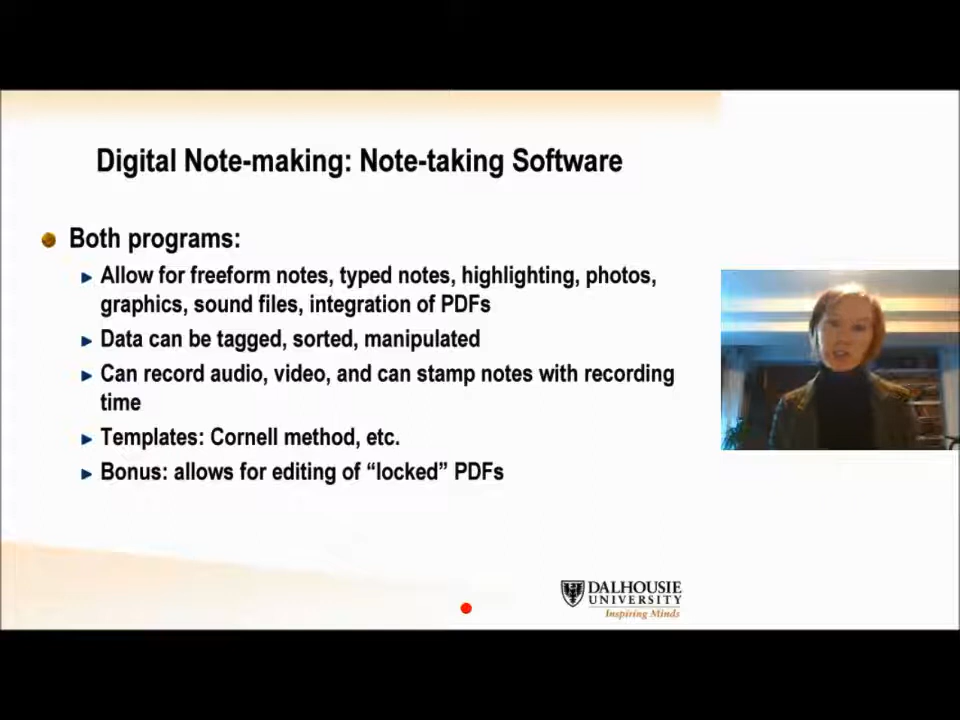 Digital Note-making: Note-taking Software
Both programs:
Allow for freeform notes, typed notes, highlighting, photos,
graphics, sound files, integration of PDFs
Data can be tagged, sorted, manipulated
Can record audio, video, and can stamp notes with recording
time
Templates: Cornell method, etc.
Bonus: allows for editing of “locked” PDFs
DALHOUSIE
UNIVERSITY
Inspiring Minds